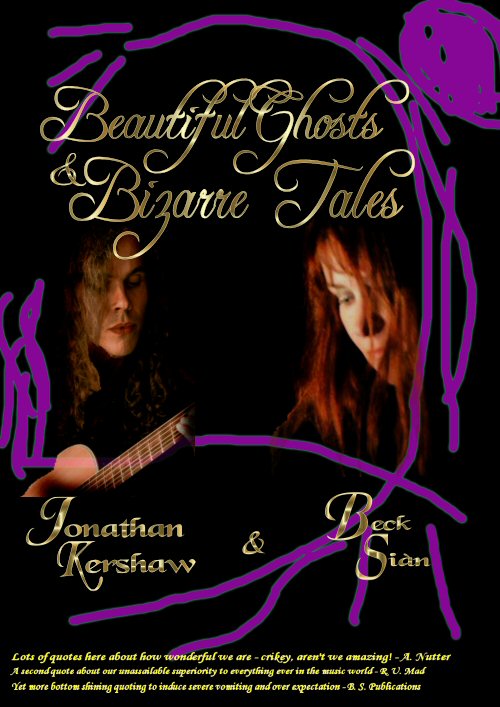 Beautiful Ghosts
& Bizarre Tales
Jonathan
Kershaw
&
Beck
Siàn
Lots of quotes here about how wonderful we are - crikey, aren't we amazing! - A. Nutter
A second quote about our unassailable superiority to everything ever in the music world - R. U. Mad
Yet more bottom shining quoting to induce severe vomiting and over expectation - B. S. Publications